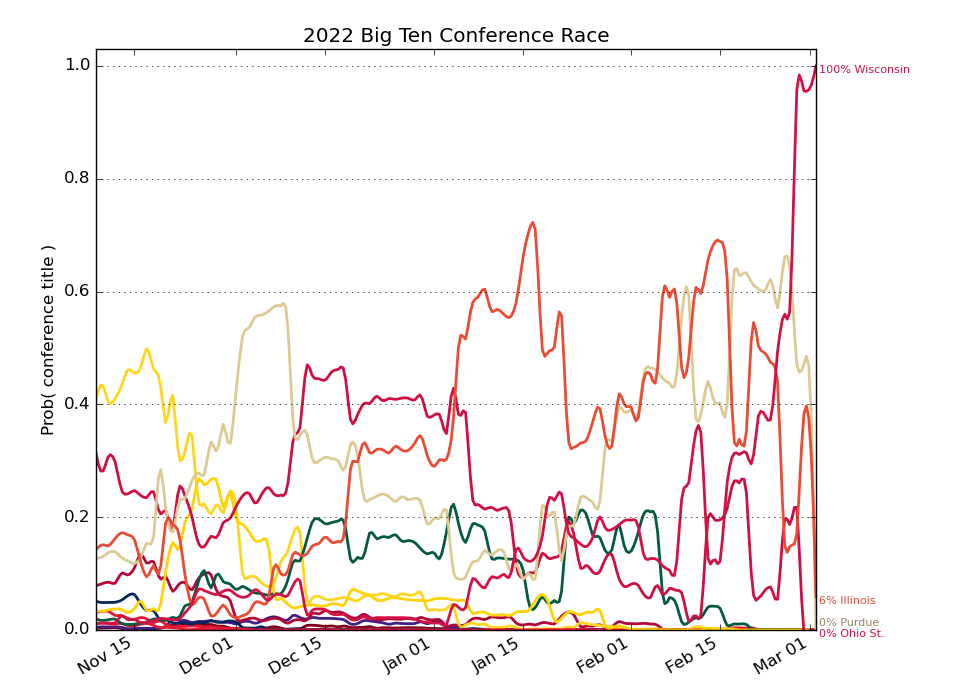 2022 Big Ten Conference Race
Prob( conference title )
1.0
0.8
0.6
0.4
0.2
0.0
Nov 15
Dec 01
Dec 15
Jan 01
Jan 15
Feb 01
Feb 15
Mar 01
100% Wisconsin
6% Illinois
0% Purdue
0% Ohio St.